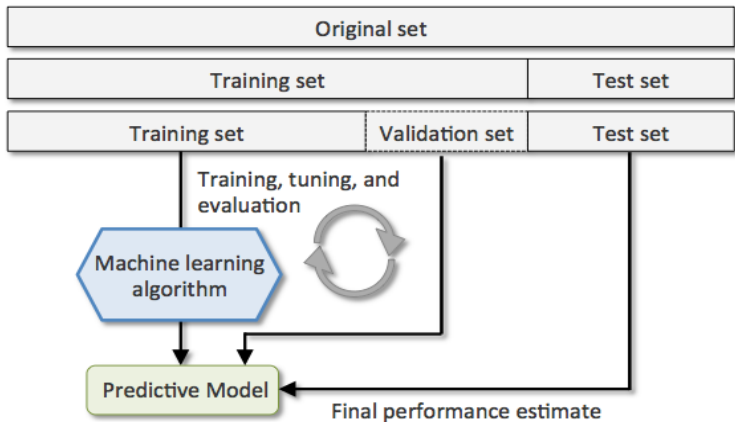 Original set
Training set
Test set
Training set
Validation set
Test set
Training, tuning, and
evaluation
Machine learning
algorithm
Predictive Model
Final performance estimate